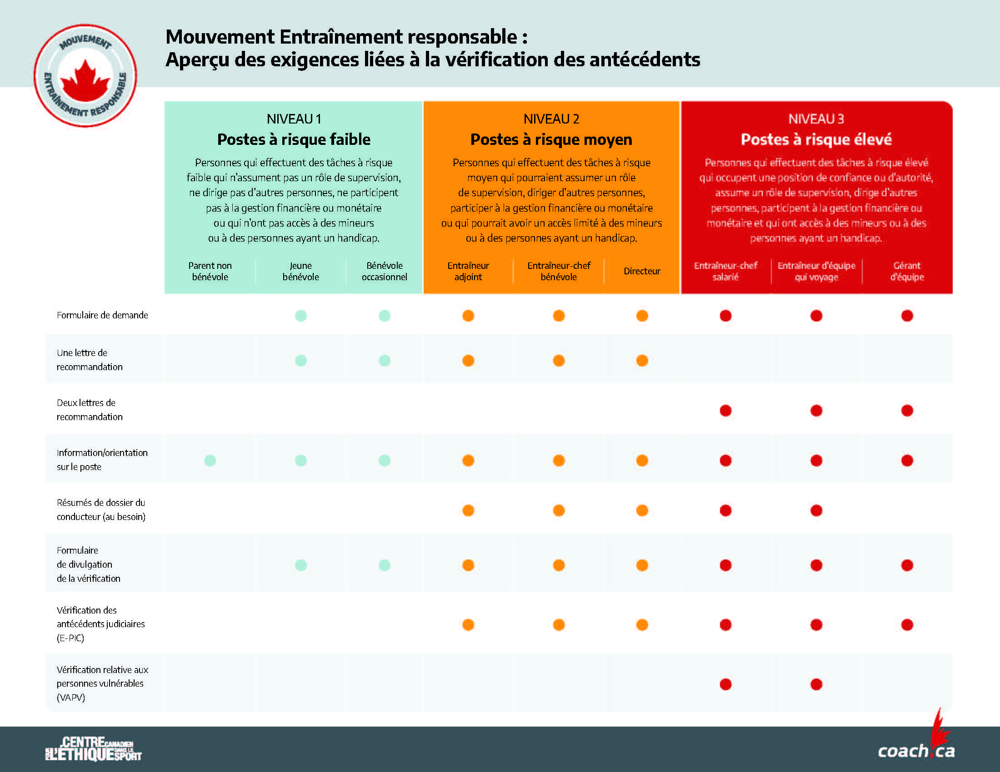 MOUVEMENT
ENTRAÎNEMENT RESPONSABLE
Mouvement Entraînement responsable :
Aperçu des exigences liées à la vérification des antécédents
NIVEAU 1
Postes à risque faible
Personnes qui effectuent des tâches à risque
faible qui n'assument pas un rôle de supervision,
ne dirige pas d'autres personnes, ne participent
pas à la gestion financière ou monétaire
ou qui n'ont pas accès à des mineurs
ou à des personnes ayant un handicap.
Parent non
bénévole
Jeune
bénévole
Bénévole
occasionnel
NIVEAU 2
Postes à risque moyen
Personnes qui effectuent des tâches à risque
moyen qui pourraient assumer un rôle
de supervision, diriger d'autres personnes,
participer à la gestion financière ou monétaire
ou qui pourrait avoir un accès limité à des mineurs
ou à des personnes ayant un handicap.
Entraîneur
adjoint
Entraîneur-chef
bénévole
Directeur
NIVEAU 3
Postes à risque élevé
Personnes qui effectuent des tâches à risque élevé
qui occupent une position de confiance ou d'autorité,
assume un rôle de supervision, dirige d'autres
personnes, participent à la gestion financière ou
monétaire et qui ont accès à des mineurs ou à des
personnes ayant un handicap.
Entraîneur-chef
salarié
Entraîneur d'équipe
qui voyage
Gérant
d'équipe
Formulaire de demande
Une lettre de
recommandation
Deux lettres de
recommandation
Information/orientation
sur le poste
Résumés de dossier du
conducteur (au besoin)
Formulaire
de divulgation
de la vérification
Vérification des
antécédents judiciaires
(E-PIC)
Vérification relative aux
personnes vulnérables
(VAPV)
CENTRE CANADIEN
POUR L'ÉTHIQUE DANS LE SPORT
coach.ca